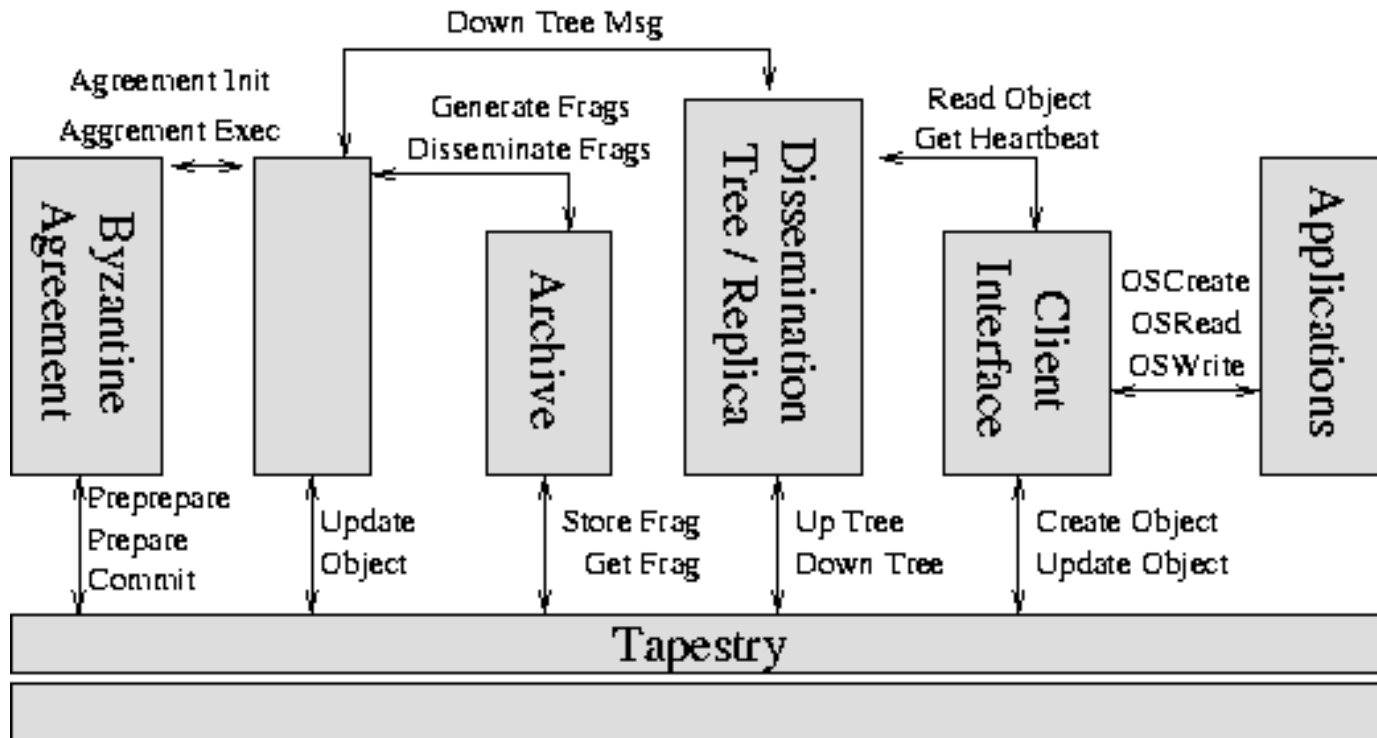 Down Tree Msg
Agreement Init
Aggrement Exec
Generate Frags
Disseminate Frags
Read Object
Get Heartbeat
Byzantine
Agreement
Archive
Dissemination
Tree / Replica
Client
Interface
OSCreate
OSRead
OSWrite
Applications
Preprepare
Prepare
Commit
Update
Object
Store Frag
Get Frag
Up Tree
Down Tree
Create Object
Update Object
Tapestry